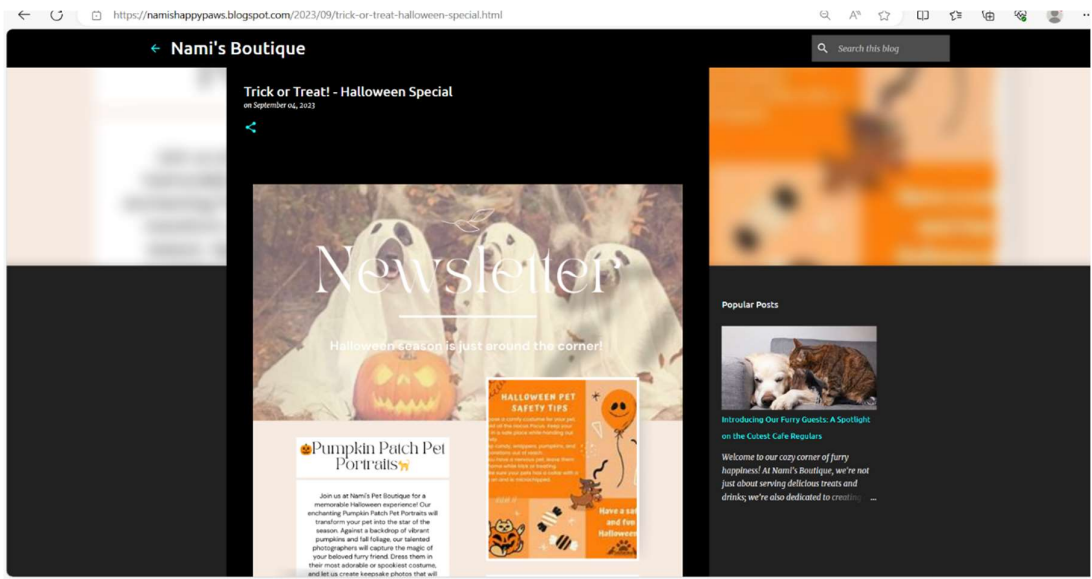 https://namishappypaws.blogspot.com/2023/09/trick-or-treat-halloween-special.html
Nami's Boutique
Search this blog
Trick or Treat! - Halloween Special
on September 04, 2023
Newsletter
Halloween season is just around the corner!
HALLOWEEN PET
SAFETY TIPS
Have a safe
and fun
Halloween
Pumpkin Patch Pet
Portraits
Join us at Nami's Pet Boutique for a
memorable Halloween experience! Our
enchanting Pumpkin Patch Pet Portraits will
transform your pet into the star of the
season. Against a backdrop of vibrant
pumpkins and fall foliage, our talented
photographers will capture the magic of
your beloved furry friend. Dress them in
their most adorable or spookiest costume,
and let us create keepsake photos that will
Popular Posts
Introducing Our Furry Guests: A Spotlight
on the Cutest Cafe Regulars
Welcome to our cozy corner of furry
happiness! At Nami's Boutique, we're not
just about serving delicious treats and
drinks; we're also dedicated to creating ...